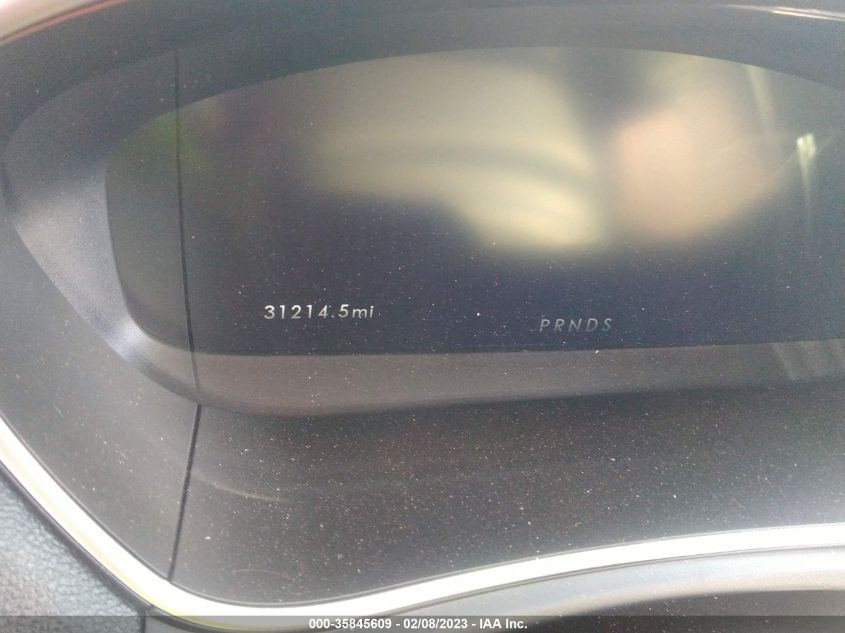 31214.5mi
PRNDS
000-35845609 - 02/08/2023 - IAA Inc.